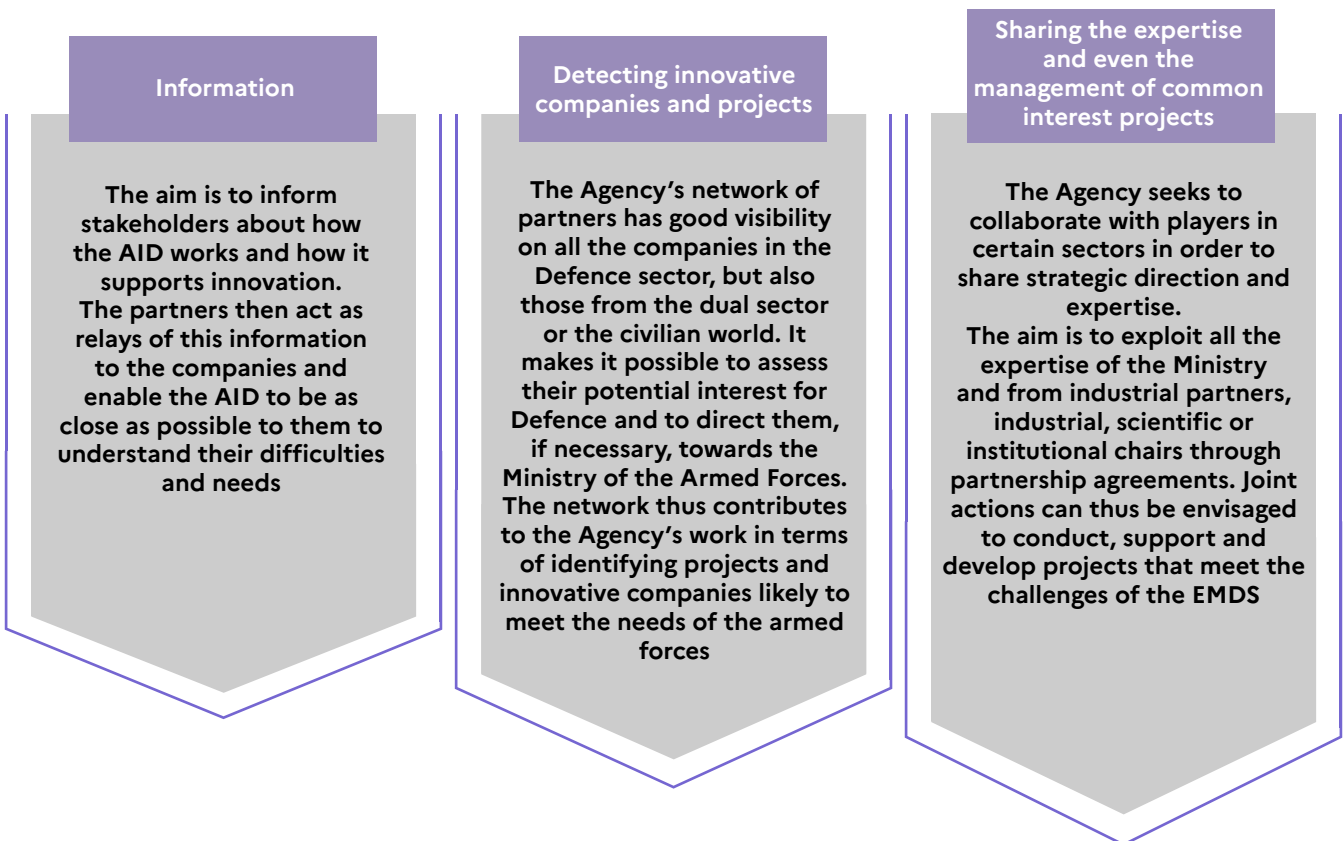 Information
The aim is to inform
stakeholders about how
the AID works and how it
supports innovation.
The partners then act as
relays of this information
to the companies and
enable the AID to be as
close as possible to them to
understand their difficulties
and needs
Detecting innovative
companies and projects
The Agency’s network of
partners has good visibility
on all the companies in the
Defence sector, but also
those from the dual sector
or the civilian world. It
makes it possible to assess
their potential interest for
Defence and to direct them,
if necessary, towards the
Ministry of the Armed Forces.
The network thus contributes
to the Agency’s work in terms
of identifying projects and
innovative companies likely to
meet the needs of the armed
forces
Sharing the expertise
and even the
management of common
interest projects
The Agency seeks to
collaborate with players in
certain sectors in order to
share strategic direction and
expertise.
The aim is to exploit all the
expertise of the Ministry
and from industrial partners,
industrial, scientific or
institutional chairs through
partnership agreements. Joint
actions can thus be envisaged
to conduct, support and
develop projects that meet the
challenges of the EMDS